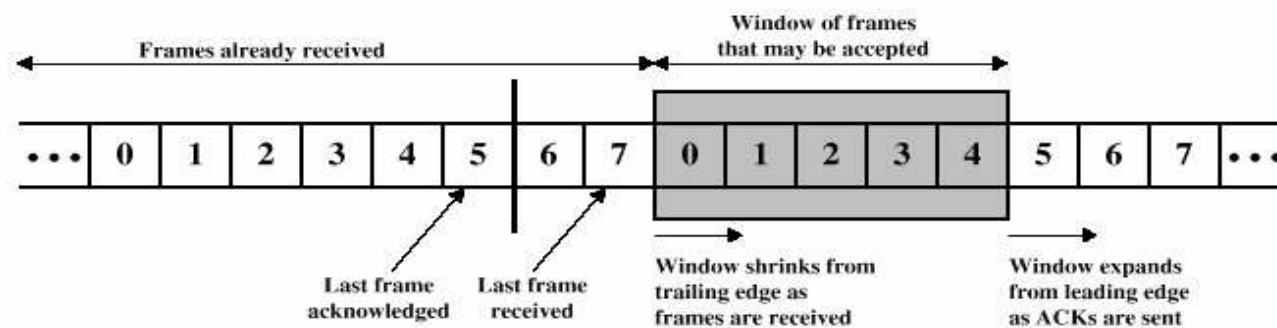 Window of frames
Frames already received
that may be accepted
••• 0 1 2 3 4 5 6 7 0 1 2 3 4 5 6 7 •••
Last frame
acknowledged
Last frame
received
Window shrinks from
trailing edge as
frames are received
Window expands
from leading edge
as ACKs are sent